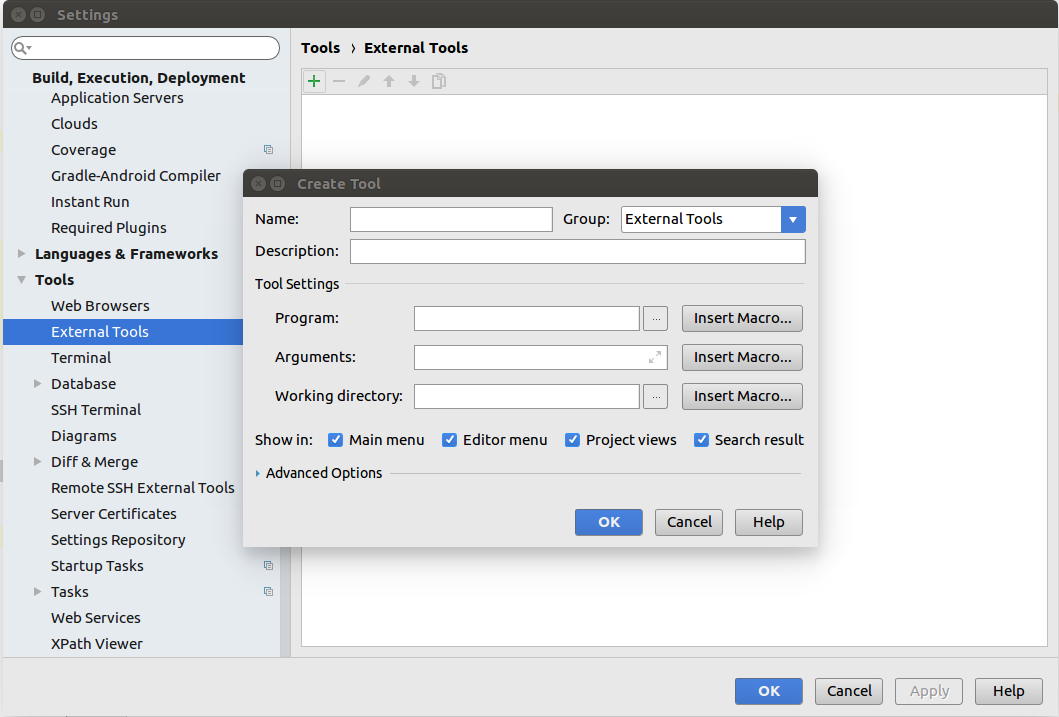 Settings
Tools › External Tools
Build, Execution, Deployment
Application Servers
Clouds
Coverage
Gradle-Android Compiler
Instant Run
Required Plugins
Languages & Frameworks
Tools
Web Browsers
External Tools
Terminal
Database
SSH Terminal
Diagrams
Diff & Merge
Remote SSH External Tools
Server Certificates
Settings Repository
Startup Tasks
Tasks
Web Services
XPath Viewer
Create Tool
Name: Group: External Tools
Description:
Tool Settings
Program: ... Insert Macro...
Arguments: Insert Macro...
Working directory: ... Insert Macro...
Show in: Main menu Editor menu Project views Search result
Advanced Options
OK Cancel Help
OK Cancel Apply Help